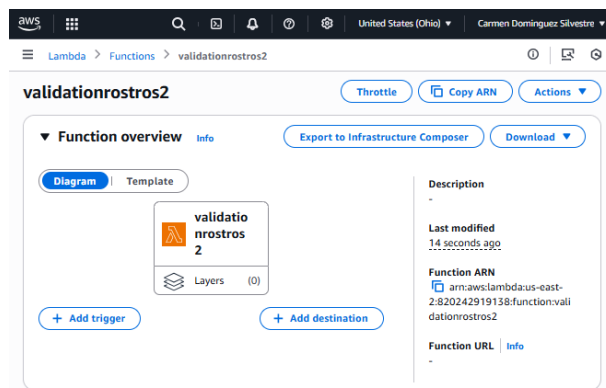 aws
United States (Ohio) ▼ Carmen Dominguez Silvestre ▼
Lambda > Functions > validationrostros2
validationrostros2
Throttle Copy ARN Actions ▼
▼ Function overview Info
Export to Infrastructure Composer Download ▼
Diagram Template
validatio
nrostros
2
Layers (0)
+ Add trigger
+ Add destination
Description
-
Last modified
14 seconds ago
Function ARN
arn:aws:lambda:us-east-
2:820242919138:function:vali
dationrostros2
Function URL Info
-